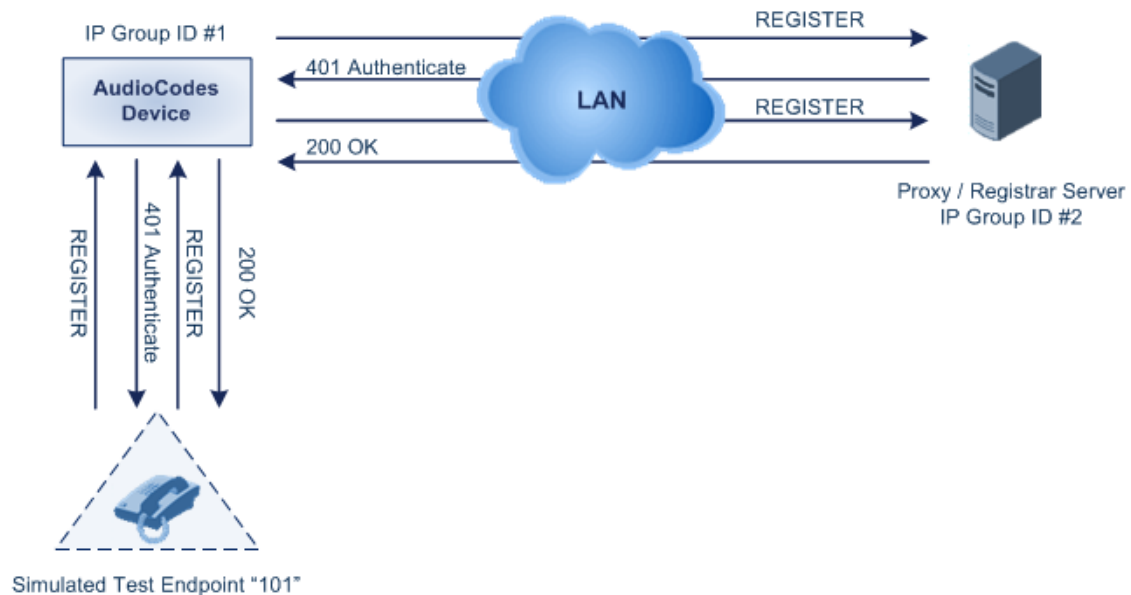 IP Group ID #1
REGISTER
401 Authenticate
AudioCodes
Device
LAN
REGISTER
200 OK
Proxy / Registrar Server
IP Group ID #2
REGISTER
401 Authenticate
REGISTER
200 OK
Simulated Test Endpoint “101”